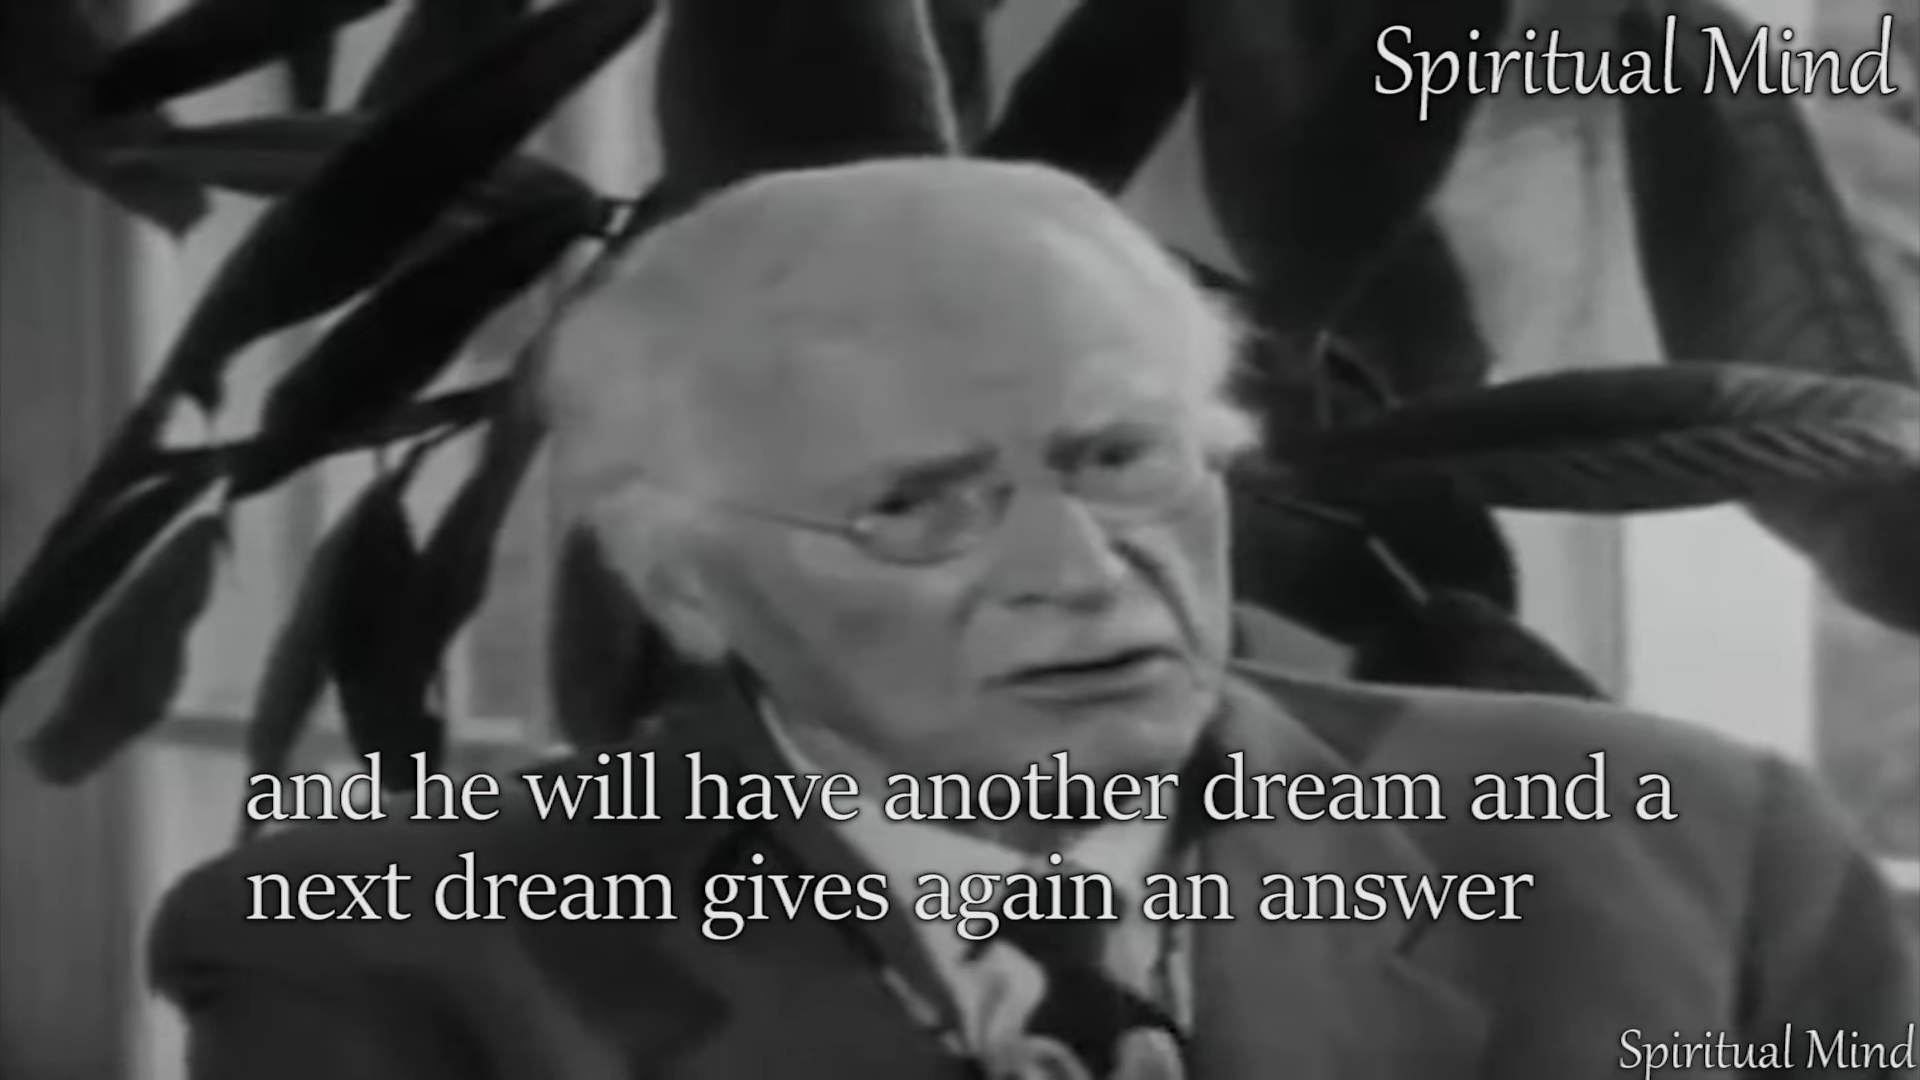 Spiritual Mind
and he will have another dream and a
next dream gives again an answer
Spiritual Mind